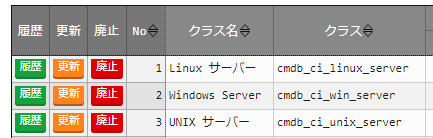 履歴 更新 廃止 No クラス名 クラス
履歴 更新 廃止 1 Linux サーバー cmdb_ci_linux_server
履歴 更新 廃止 2 Windows Server cmdb_ci_win_server
履歴 更新 廃止 3 UNIX サーバー cmdb_ci_unix_server